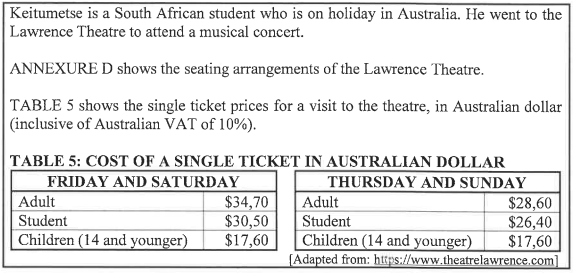 Keitumetse is a South African student who is on holiday in Australia. He went to the
Lawrence Theatre to attend a musical concert.
ANNEXURE D shows the seating arrangements of the Lawrence Theatre.
TABLE 5 shows the single ticket prices for a visit to the theatre, in Australian dollar
(inclusive of Australian VAT of 10%).
TABLE 5: COST OF A SINGLE TICKET IN AUSTRALIAN DOLLAR
FRIDAY AND SATURDAY
Adult $34,70
Student $30,50
Children (14 and younger) $17,60
THURSDAY AND SUNDAY
Adult $28,60
Student $26,40
Children (14 and younger) $17,60
[Adapted from: https://www.theatrelawrence.com]